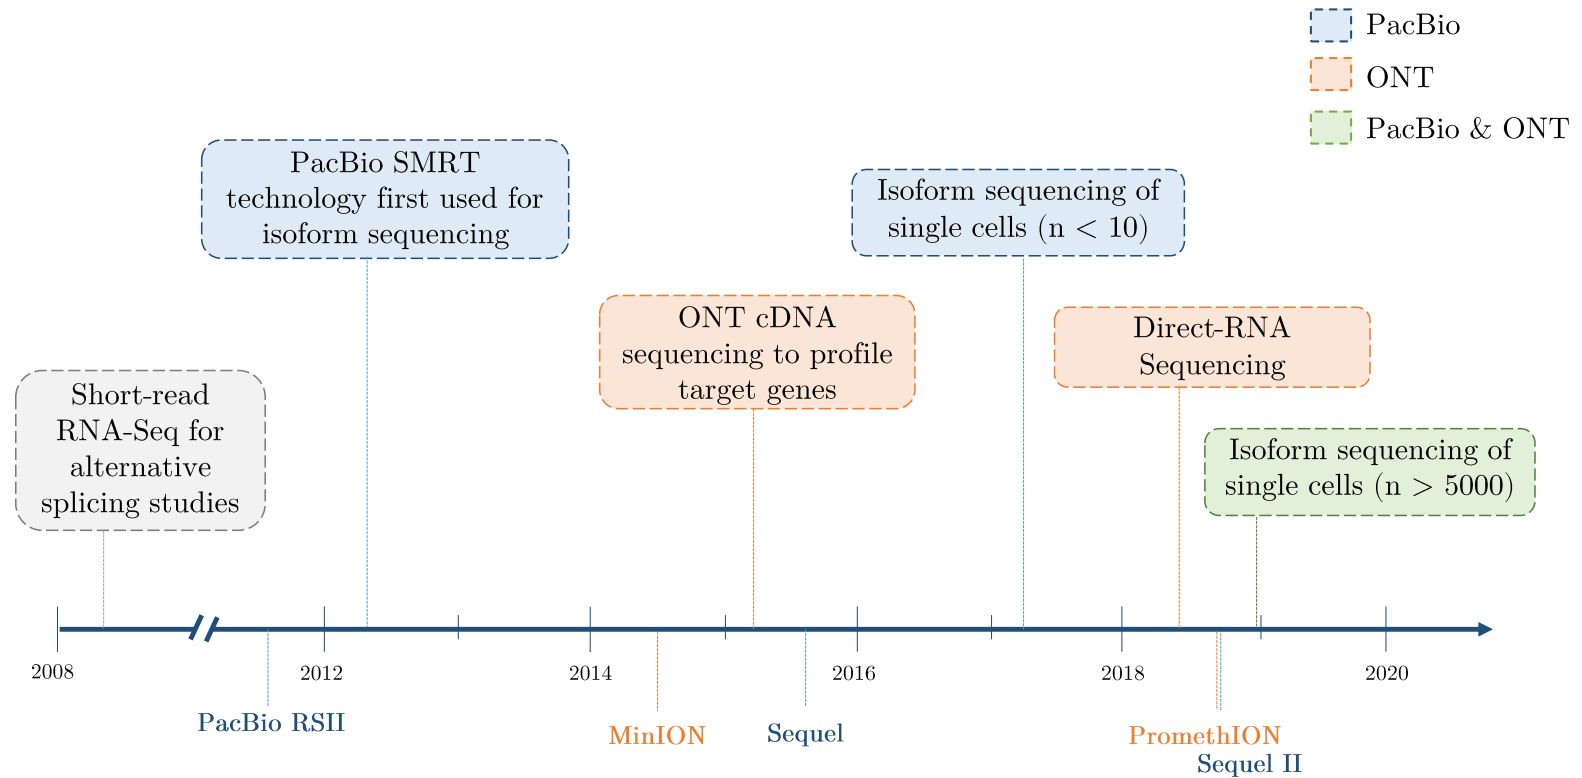 PacBio
ONT
PacBio & ONT
PacBio SMRT
technology first used for
isoform sequencing
Isoform sequencing of
single cells (n < 10)
ONT cDNA
sequencing to profile
target genes
Direct-RNA
Sequencing
Short-read
RNA-Seq for
alternative
splicing studies
Isoform sequencing of
single cells (n > 5000)
2008
2012
2014
2016
2018
2020
PacBio RSII
MinION
Sequel
PromethION
Sequel II